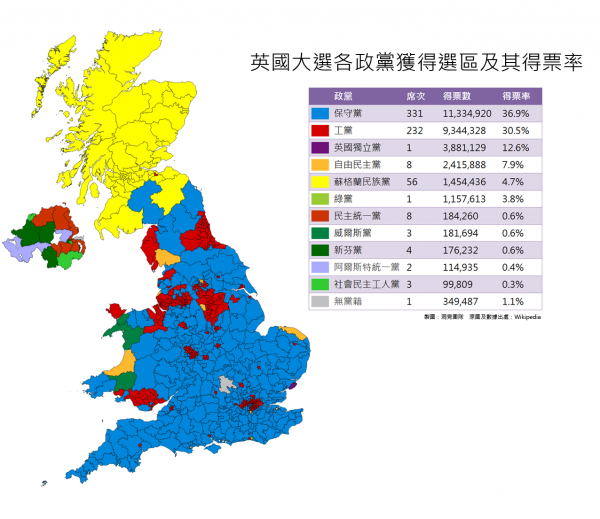 英國大選各政黨獲得選區及其得票率
政黨 席次 得票數 得票率
保守黨 331 11,334,920 36.9%
工黨 232 9,344,328 30.5%
英國獨立黨 1 3,881,129 12.6%
自由民主黨 8 2,415,888 7.9%
蘇格蘭民族黨 56 1,454,436 4.7%
綠黨 1 1,157,613 3.8%
民主統一黨 8 184,260 0.6%
威爾斯黨 3 181,694 0.6%
新芬黨 4 176,232 0.6%
阿爾斯特統一黨 2 114,935 0.4%
社會民主工人黨 3 99,809 0.3%
無黨籍 1 349,487 1.1%
製圖：洞見團隊 原圖及數據出處：Wikipedia